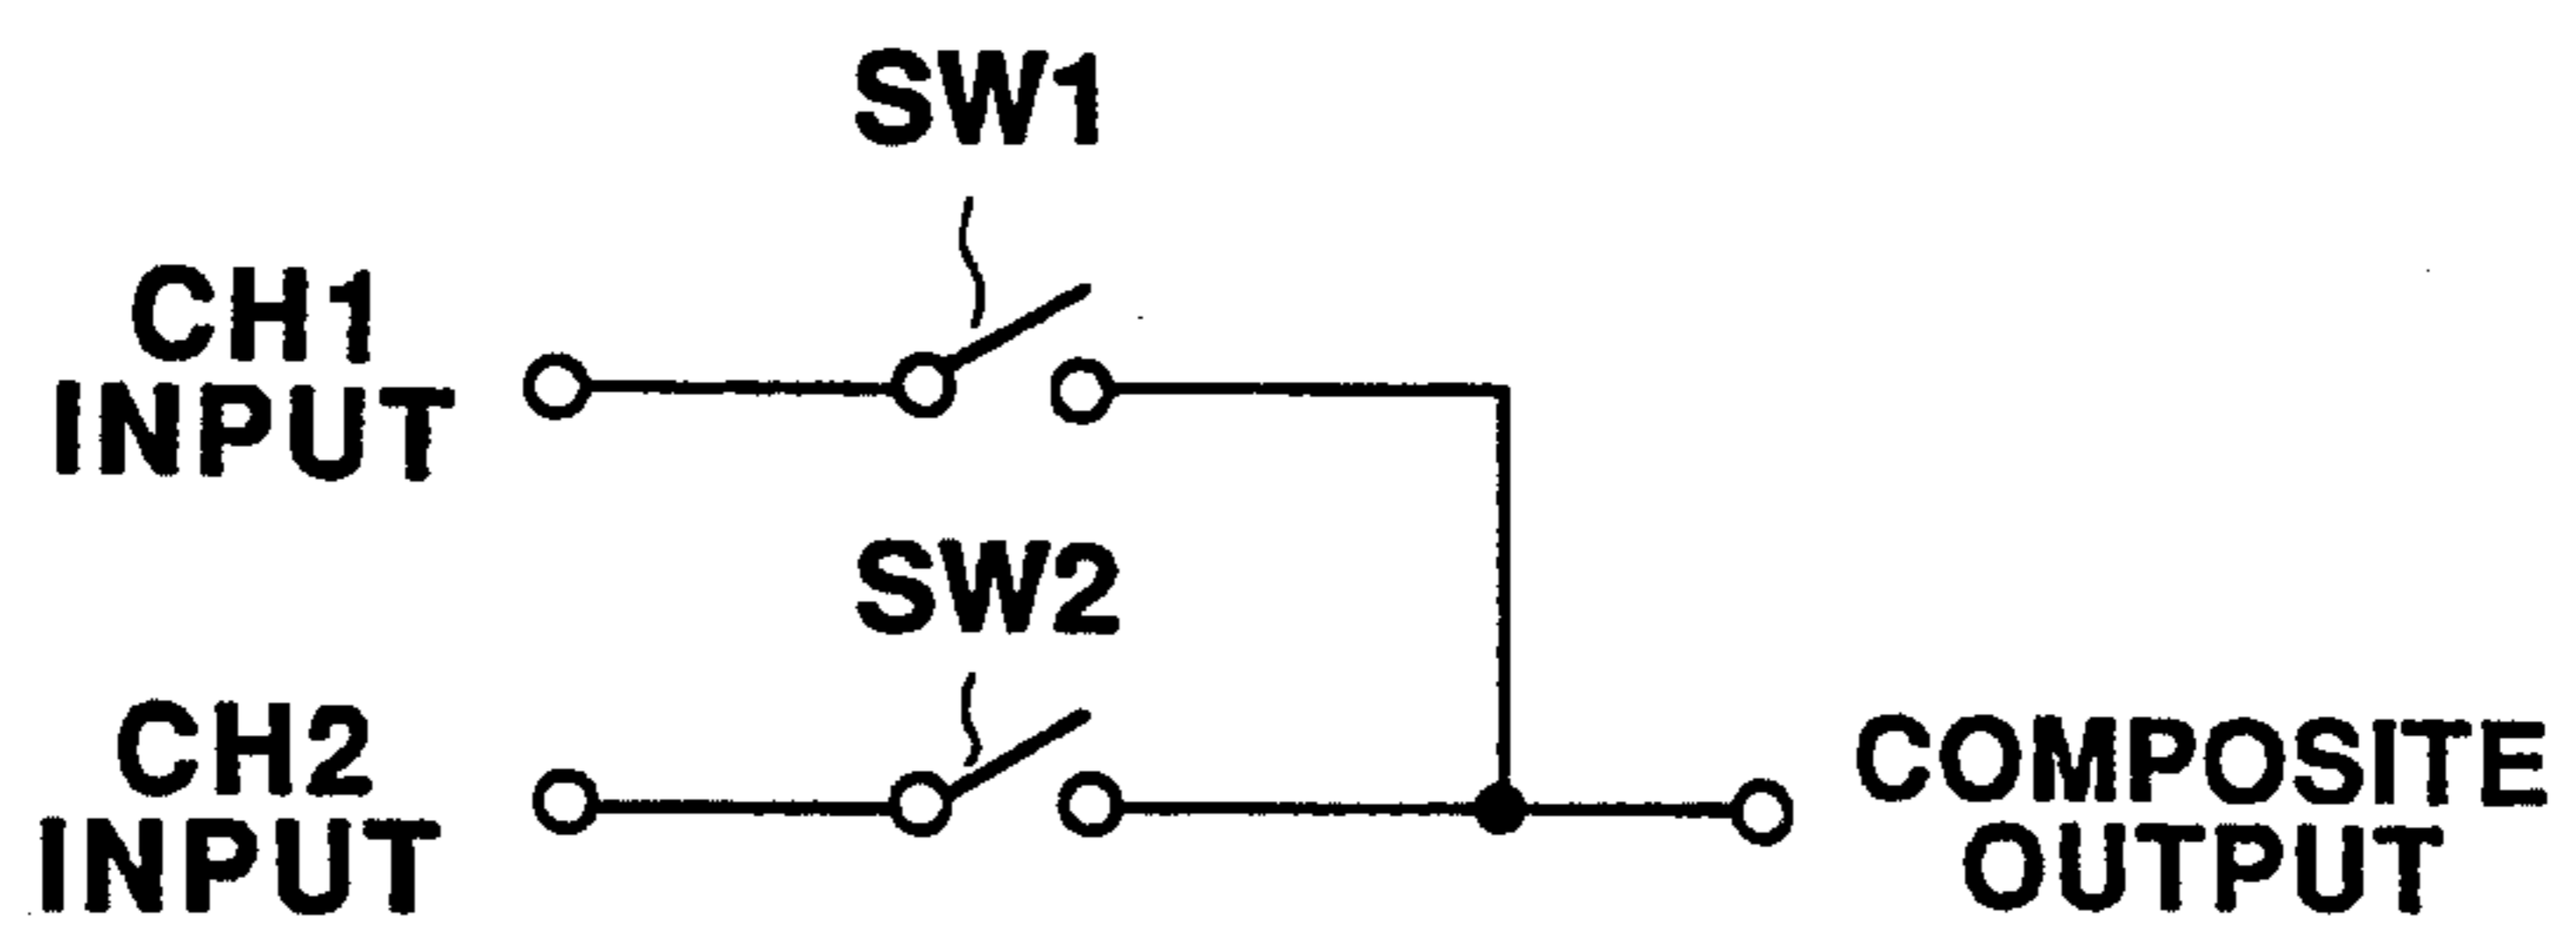 SW1
CH1
INPUT
SW2
CH2
INPUT
COMPOSITE
OUTPUT